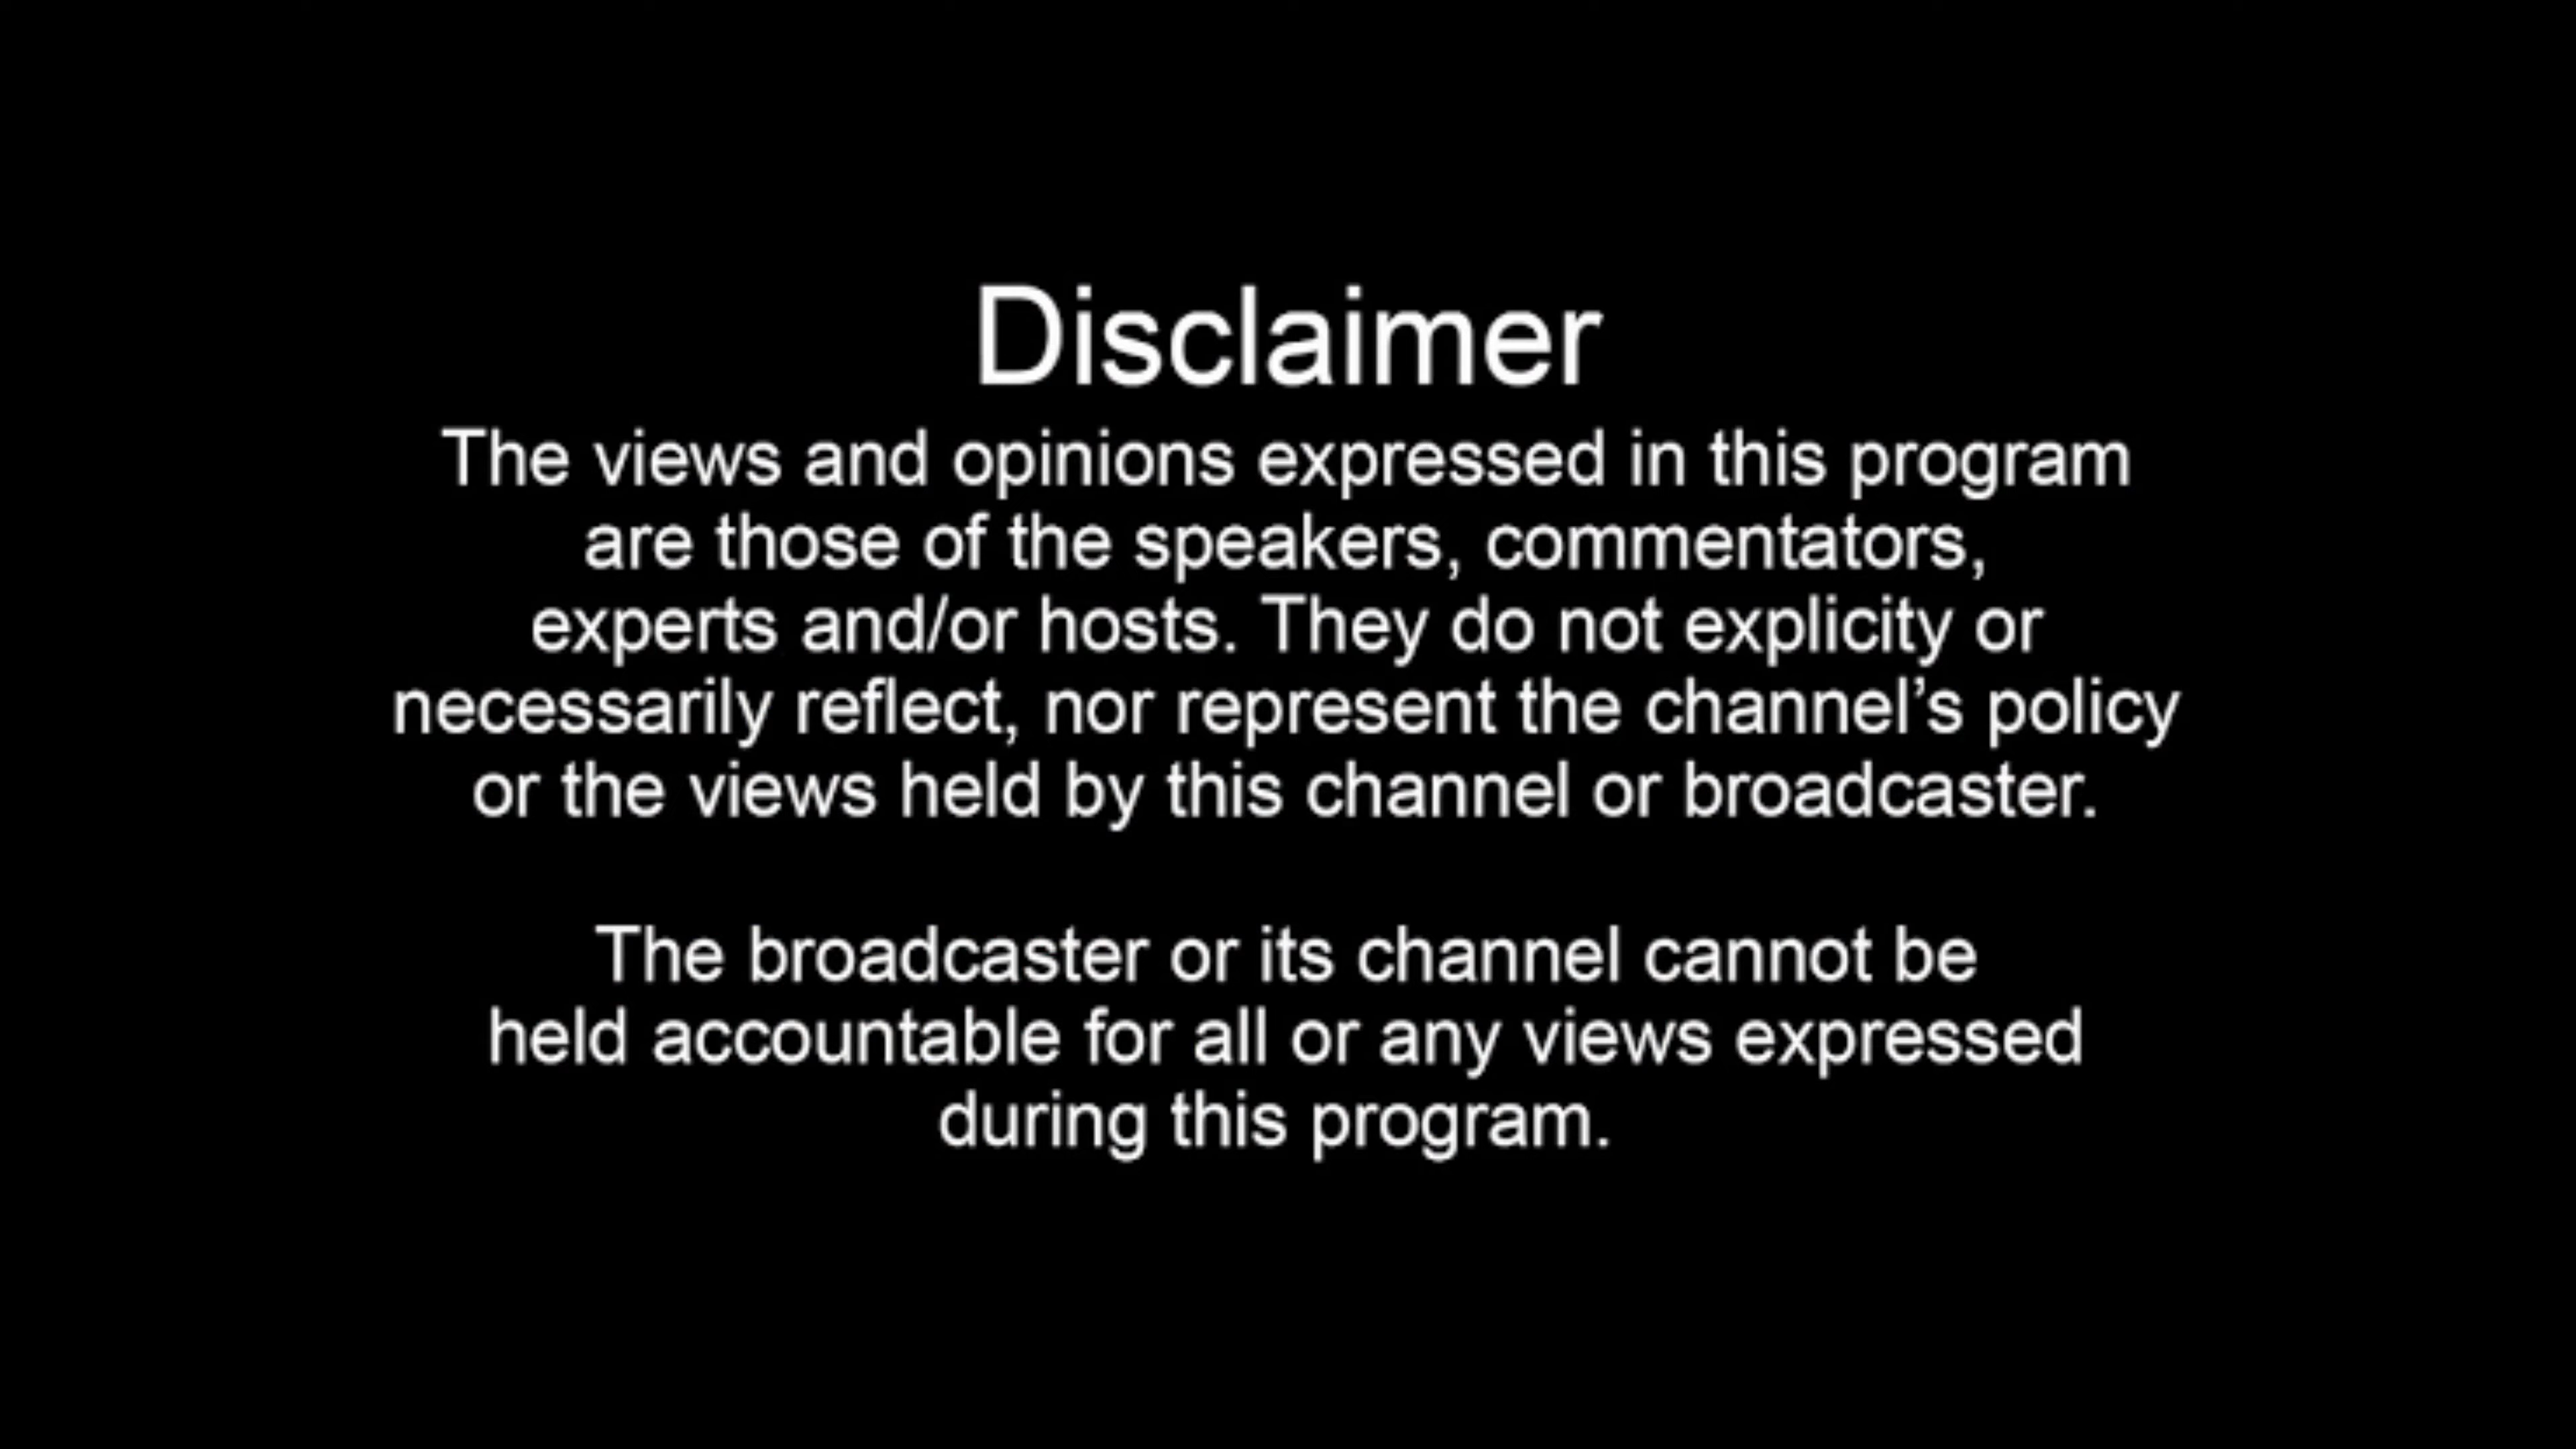 Disclaimer
The views and opinions expressed in this program
are those of the speakers, commentators,
experts and/or hosts. They do not explicity or
necessarily reflect, nor represent the channel’s policy
or the views held by this channel or broadcaster.
The broadcaster or its channel cannot be
held accountable for all or any views expressed
during this program.